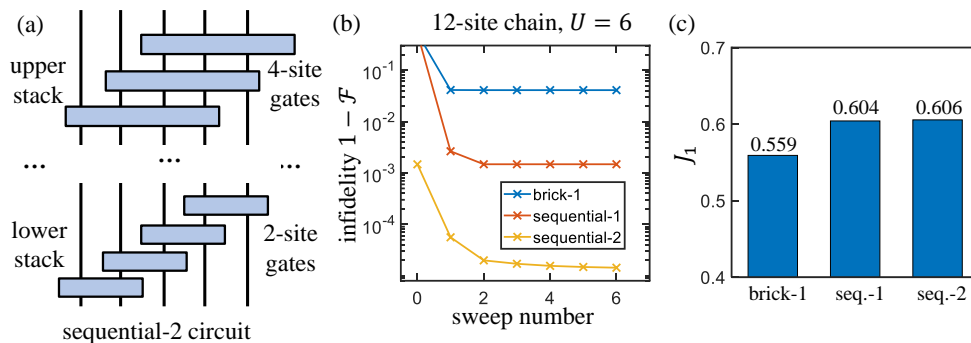 (a)
upper
stack
4-site
gates
... ... ...
lower
stack
2-site
gates
sequential-2 circuit
(b)
12-site chain, U = 6
infidelity 1 − ℱ
10⁻¹
10⁻²
10⁻³
10⁻⁴
brick-1
sequential-1
sequential-2
0 2 4 6
sweep number
(c)
J₁
0.7
0.6
0.5
0.4
0.559
0.604
0.606
brick-1 seq.-1 seq.-2